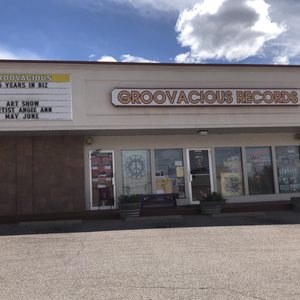 GROOVACIOUS
YEARS IN BIZ
ART SHOW
ARTIST ANGIE ANN
MAY JUNE
GROOVACIOUS RECORDS